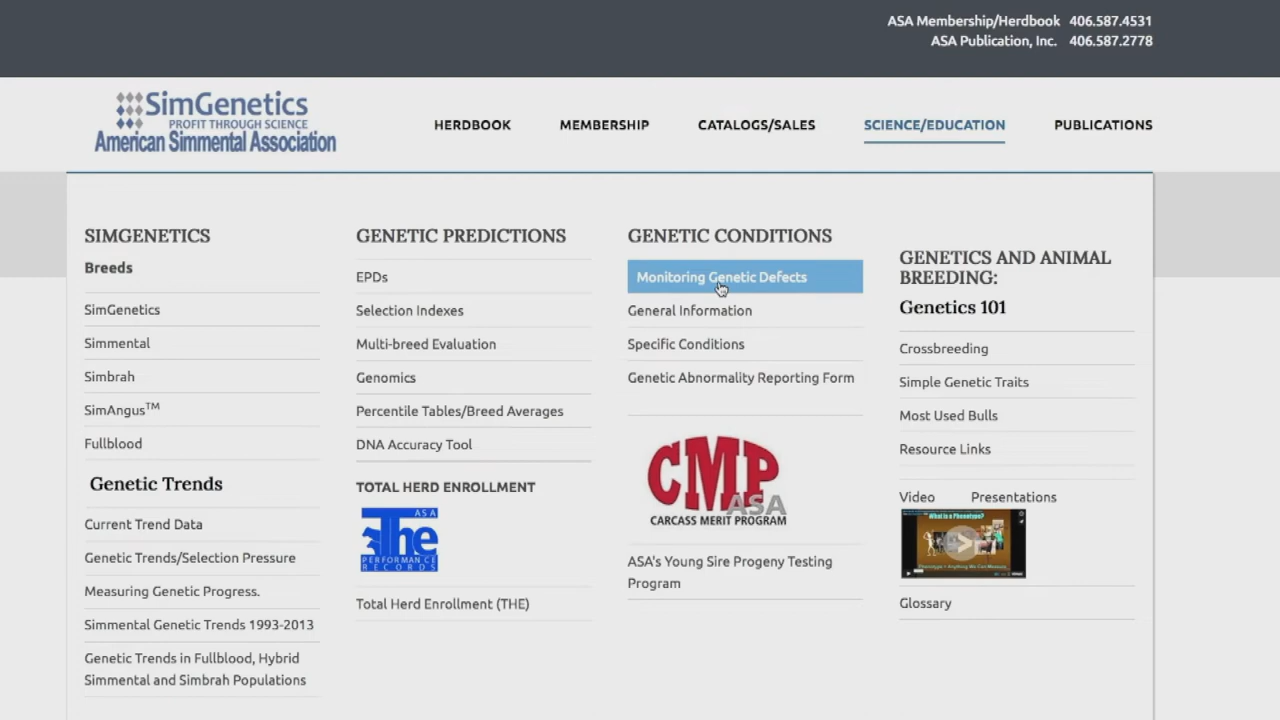 ASA Membership/Herdbook 406.587.4531
ASA Publication, Inc. 406.587.2778
SimGenetics
PROFIT THROUGH SCIENCE
American Simmental Association
HERDBOOK
MEMBERSHIP
CATALOGS/SALES
SCIENCE/EDUCATION
PUBLICATIONS
SIMGENETICS
Breeds
SimGenetics
Simmental
Simbrah
SimAngus™
Fullblood
Genetic Trends
Current Trend Data
Genetic Trends/Selection Pressure
Measuring Genetic Progress.
Simmental Genetic Trends 1993-2013
Genetic Trends in Fullblood, Hybrid
Simmental and Simbrah Populations
GENETIC PREDICTIONS
EPDs
Selection Indexes
Multi-breed Evaluation
Genomics
Percentile Tables/Breed Averages
DNA Accuracy Tool
TOTAL HERD ENROLLMENT
ASA
The
PERFORMANCE
RECORDS
Total Herd Enrollment (THE)
GENETIC CONDITIONS
Monitoring Genetic Defects
General Information
Specific Conditions
Genetic Abnormality Reporting Form
CMP
ASA
CARCASS MERIT PROGRAM
ASA's Young Sire Progeny Testing
Program
GENETICS AND ANIMAL
BREEDING:
Genetics 101
Crossbreeding
Simple Genetic Traits
Most Used Bulls
Resource Links
Video Presentations
What is a Phenotype?
Phenotype = Anything We Can Measure
Glossary